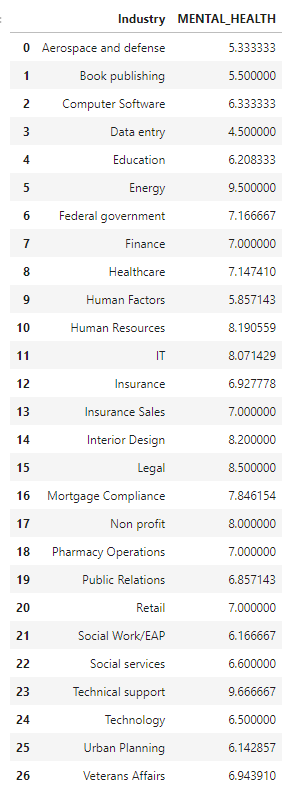 Industry MENTAL_HEALTH
0 Aerospace and defense 5.333333
1 Book publishing 5.500000
2 Computer Software 6.333333
3 Data entry 4.500000
4 Education 6.208333
5 Energy 9.500000
6 Federal government 7.166667
7 Finance 7.000000
8 Healthcare 7.147410
9 Human Factors 5.857143
10 Human Resources 8.190559
11 IT 8.071429
12 Insurance 6.927778
13 Insurance Sales 7.000000
14 Interior Design 8.200000
15 Legal 8.500000
16 Mortgage Compliance 7.846154
17 Non profit 8.000000
18 Pharmacy Operations 7.000000
19 Public Relations 6.857143
20 Retail 7.000000
21 Social Work/EAP 6.166667
22 Social services 6.600000
23 Technical support 9.666667
24 Technology 6.500000
25 Urban Planning 6.142857
26 Veterans Affairs 6.943910